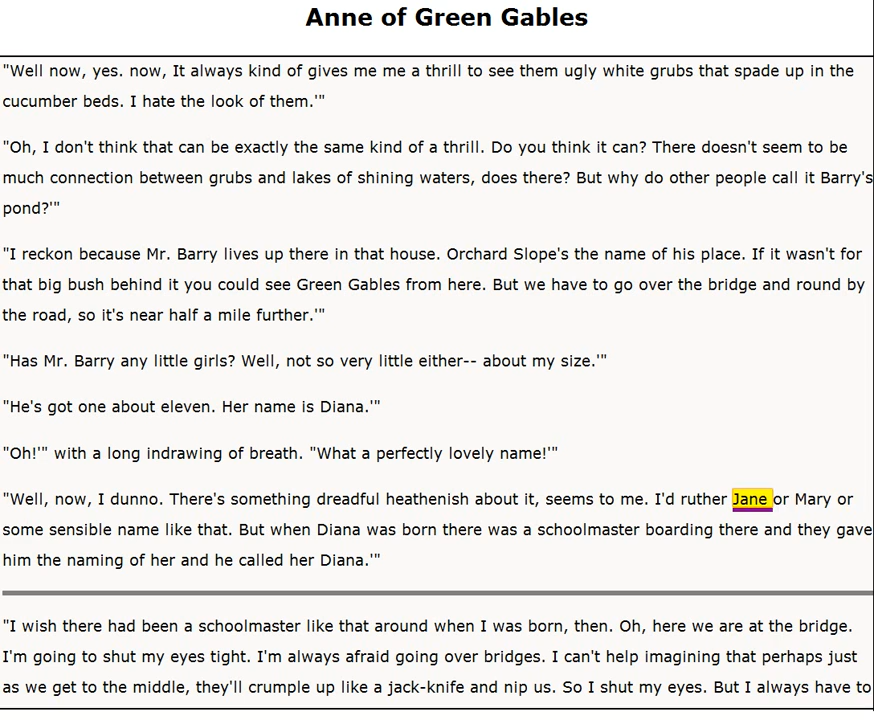 Anne of Green Gables
"Well now, yes. now, It always kind of gives me me a thrill to see them ugly white grubs that spade up in the
cucumber beds. I hate the look of them.'"
"Oh, I don't think that can be exactly the same kind of a thrill. Do you think it can? There doesn't seem to be
much connection between grubs and lakes of shining waters, does there? But why do other people call it Barry's
pond?'"
"I reckon because Mr. Barry lives up there in that house. Orchard Slope's the name of his place. If it wasn't for
that big bush behind it you could see Green Gables from here. But we have to go over the bridge and round by
the road, so it's near half a mile further.'"
"Has Mr. Barry any little girls? Well, not so very little either-- about my size.'"
"He's got one about eleven. Her name is Diana.'"
"Oh!'" with a long indrawing of breath. "What a perfectly lovely name!'"
"Well, now, I dunno. There's something dreadful heathenish about it, seems to me. I'd ruther Jane or Mary or
some sensible name like that. But when Diana was born there was a schoolmaster boarding there and they gave
him the naming of her and he called her Diana.'"
"I wish there had been a schoolmaster like that around when I was born, then. Oh, here we are at the bridge.
I'm going to shut my eyes tight. I'm always afraid going over bridges. I can't help imagining that perhaps just
as we get to the middle, they'll crumple up like a jack-knife and nip us. So I shut my eyes. But I always have to